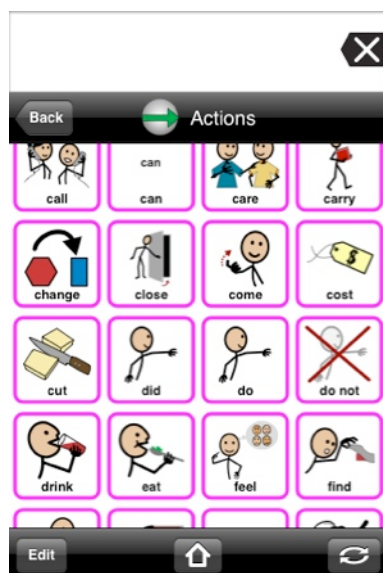 Back Actions
can
call can care carry
change close come cost
$
cut did do do not
drink eat feel find
Edit